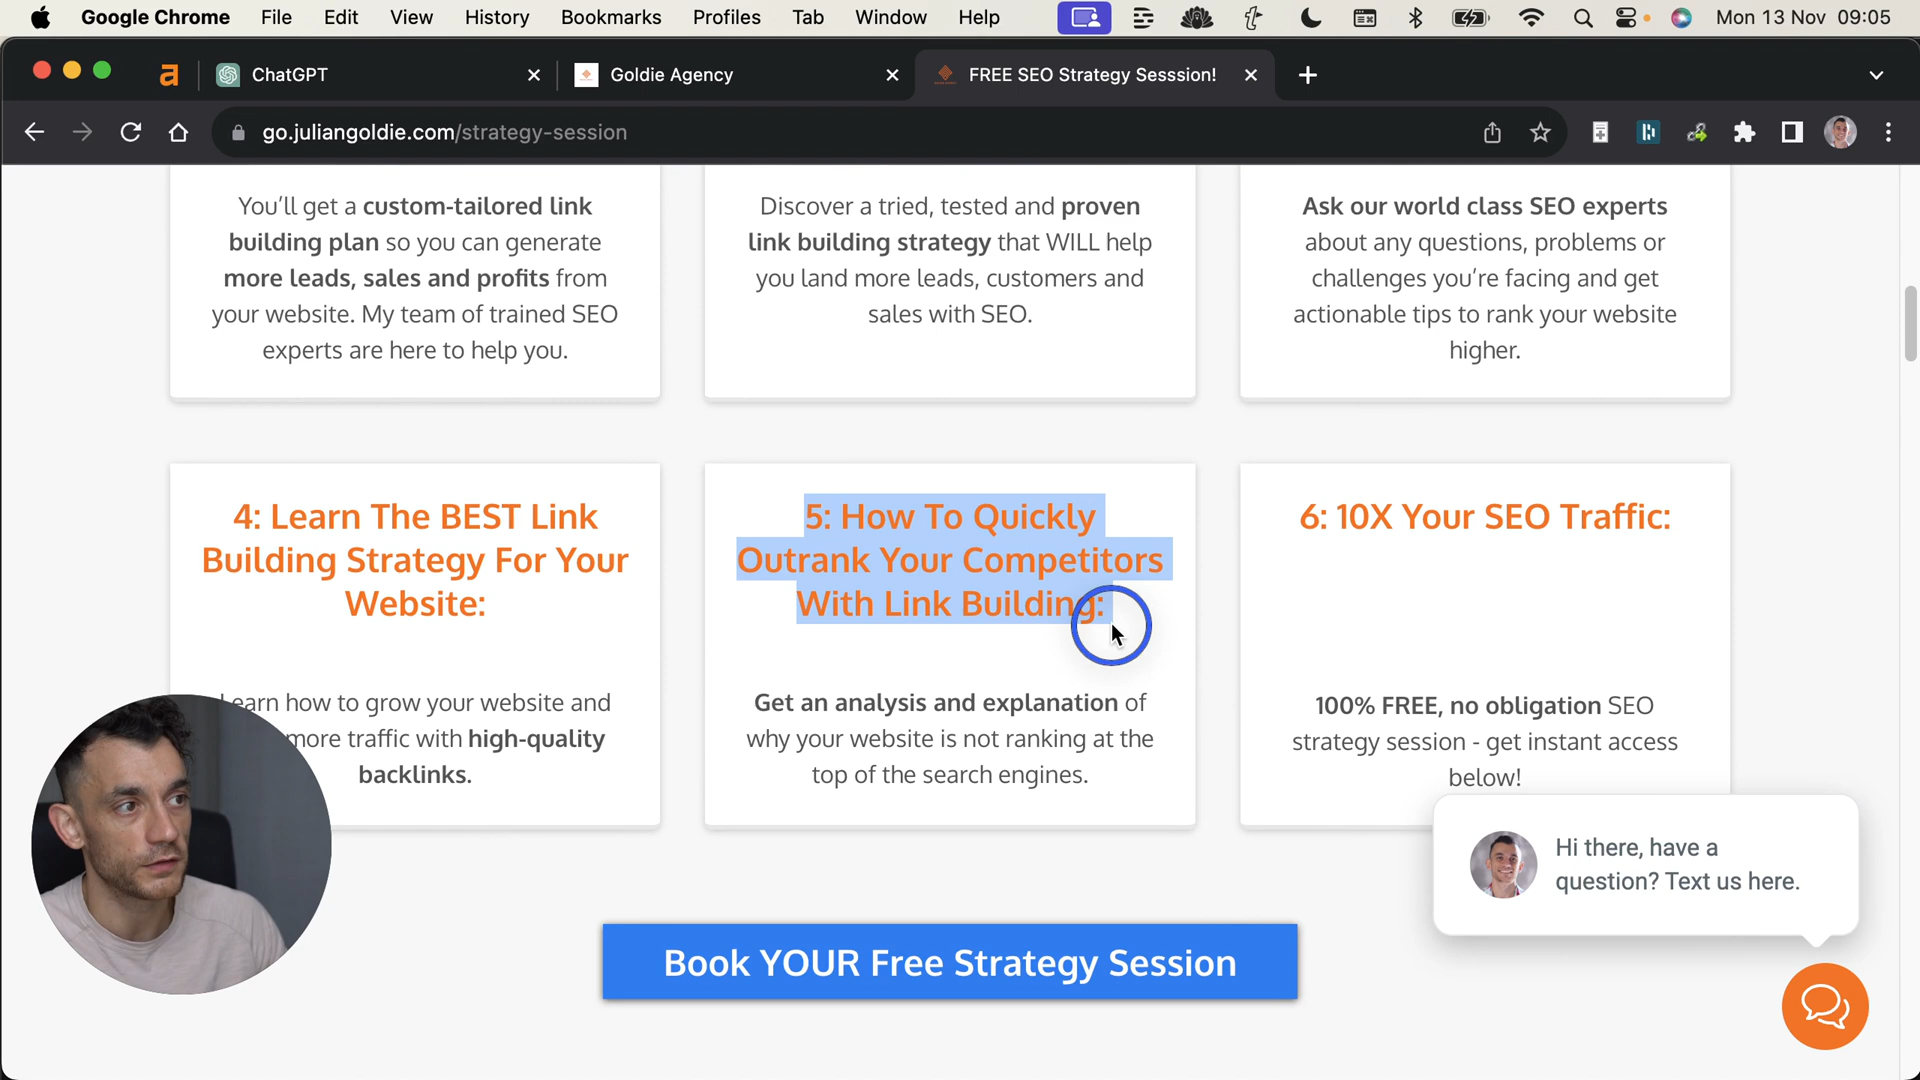 Google Chrome File Edit View History Bookmarks Profiles Tab Window Help Mon 13 Nov 09:05
a ChatGPT Goldie Agency FREE SEO Strategy Sesssion!
go.juliangoldie.com/strategy-session
You'll get a custom-tailored link
building plan so you can generate
more leads, sales and profits from
your website. My team of trained SEO
experts are here to help you.
Discover a tried, tested and proven
link building strategy that WILL help
you land more leads, customers and
sales with SEO.
Ask our world class SEO experts
about any questions, problems or
challenges you're facing and get
actionable tips to rank your website
higher.
4: Learn The BEST Link
Building Strategy For Your
Website:
earn how to grow your website and
more traffic with high-quality
backlinks.
5: How To Quickly
Outrank Your Competitors
With Link Building:
Get an analysis and explanation of
why your website is not ranking at the
top of the search engines.
6: 10X Your SEO Traffic:
100% FREE, no obligation SEO
strategy session - get instant access
below!
Hi there, have a
question? Text us here.
Book YOUR Free Strategy Session